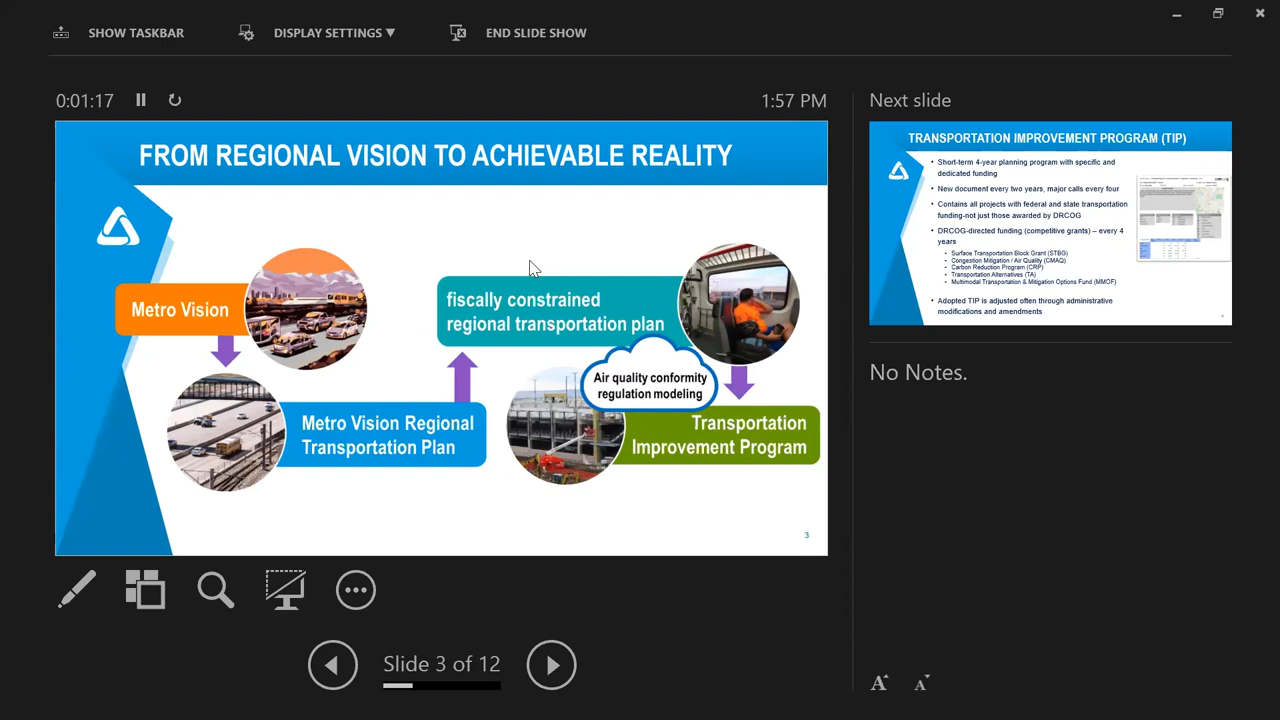 SHOW TASKBAR
DISPLAY SETTINGS ▼
END SLIDE SHOW
0:01:17
1:57 PM
FROM REGIONAL VISION TO ACHIEVABLE REALITY
Metro Vision
fiscally constrained
regional transportation plan
Air quality conformity
regulation modeling
Metro Vision Regional
Transportation Plan
Transportation
Improvement Program
3
Slide 3 of 12
Next slide
TRANSPORTATION IMPROVEMENT PROGRAM (TIP)
• Short-term 4-year planning program with specific and
dedicated funding
• New document every two years, major calls every four
• Contains all projects with federal and state transportation
funding-not just those awarded by DRCOG
• DRCOG-directed funding (competitive grants) – every 4
years
• Surface Transportation Block Grant (STBG)
• Congestion Mitigation / Air Quality (CMAQ)
• Carbon Reduction Program (CRP)
• Transportation Alternatives (TA)
• Multimodal Transportation & Mitigation Options Fund (MMOF)
• Adopted TIP is adjusted often through administrative
modifications and amendments
No Notes.
A A